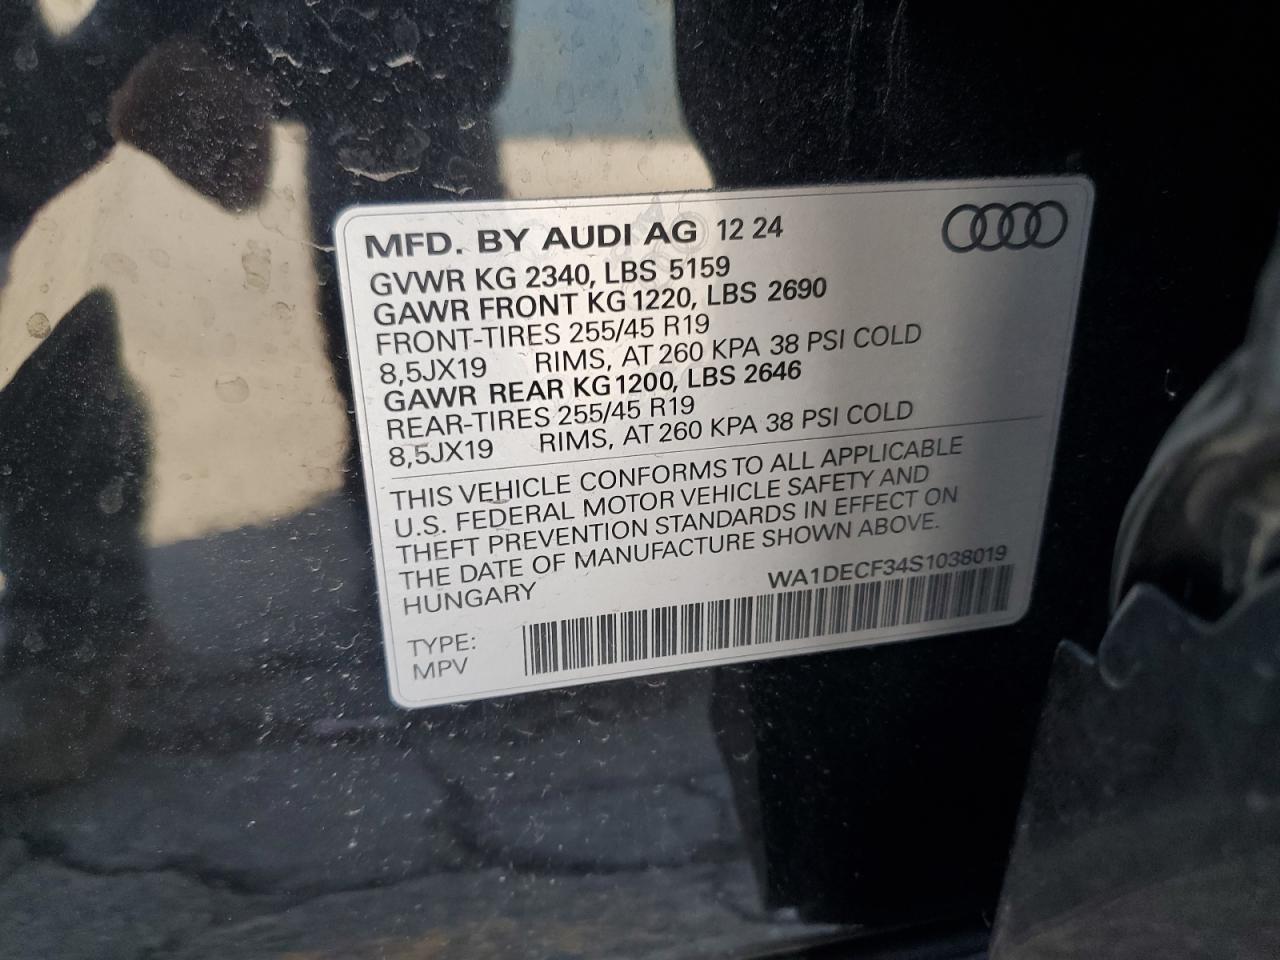 MFD. BY AUDI AG 12 24
GVWR KG 2340, LBS 5159
GAWR FRONT KG 1220, LBS 2690
FRONT-TIRES 255/45 R19
8,5JX19 RIMS, AT 260 KPA 38 PSI COLD
GAWR REAR KG 1200, LBS 2646
REAR-TIRES 255/45 R19
8,5JX19 RIMS, AT 260 KPA 38 PSI COLD
THIS VEHICLE CONFORMS TO ALL APPLICABLE
U.S. FEDERAL MOTOR VEHICLE SAFETY AND
THEFT PREVENTION STANDARDS IN EFFECT ON
THE DATE OF MANUFACTURE SHOWN ABOVE.
HUNGARY WA1DECF34S1038019
TYPE:
MPV